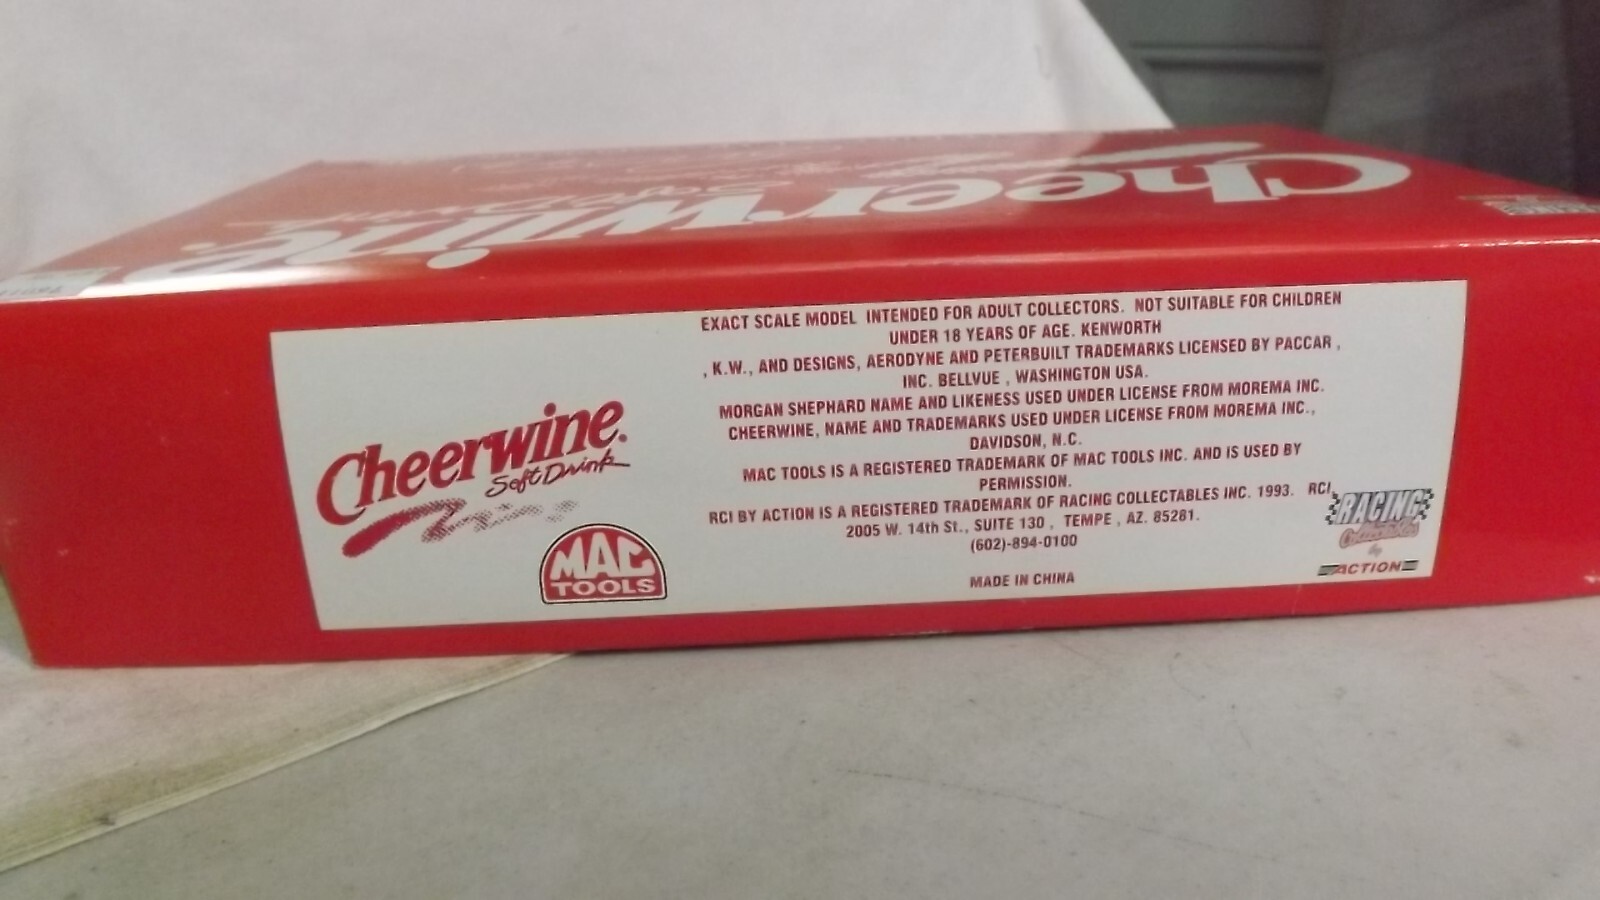 Cheerwine.
Soft Drink
EXACT SCALE MODEL INTENDED FOR ADULT COLLECTORS. NOT SUITABLE FOR CHILDREN
UNDER 18 YEARS OF AGE. KENWORTH
, K.W., AND DESIGNS, AERODYNE AND PETERBUILT TRADEMARKS LICENSED BY PACCAR ,
INC. BELLVUE , WASHINGTON USA.
MORGAN SHEPHARD NAME AND LIKENESS USED UNDER LICENSE FROM MOREMA INC.
CHEERWINE, NAME AND TRADEMARKS USED UNDER LICENSE FROM MOREMA INC.,
DAVIDSON, N.C.
MAC TOOLS IS A REGISTERED TRADEMARK OF MAC TOOLS INC. AND IS USED BY
PERMISSION.
RCI BY ACTION IS A REGISTERED TRADEMARK OF RACING COLLECTABLES INC. 1993. RCI,
2005 W. 14th St., SUITE 130 , TEMPE , AZ. 85281.
(602)-894-0100
MADE IN CHINA
Cheerwine.
Soft Drink
Racing
MAC
TOOLS
RACING
Collectables
by
ACTION